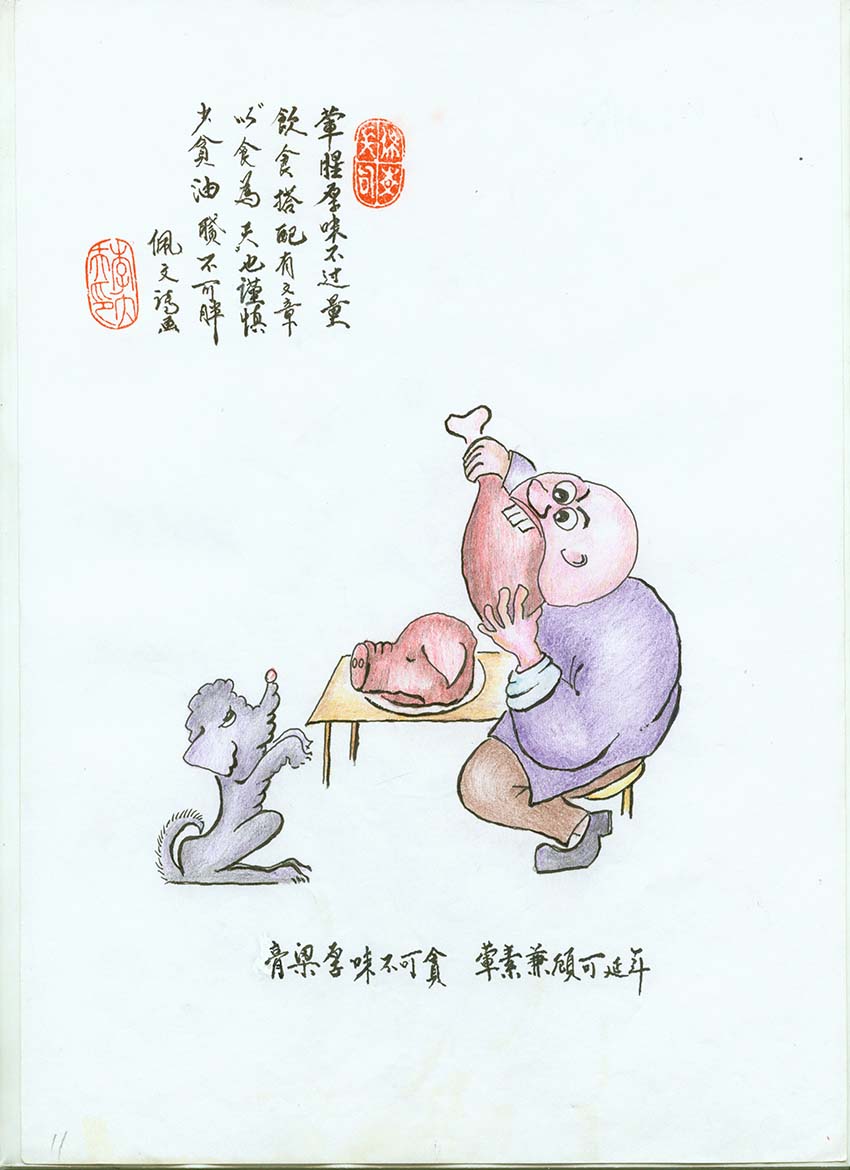 葷腥厚味不过量
飲食搭配有文章
以食為天也謹慎
少貪油膩不可胖
佩文詩画
膏梁厚味不可貪 葷素兼顧可延年
11